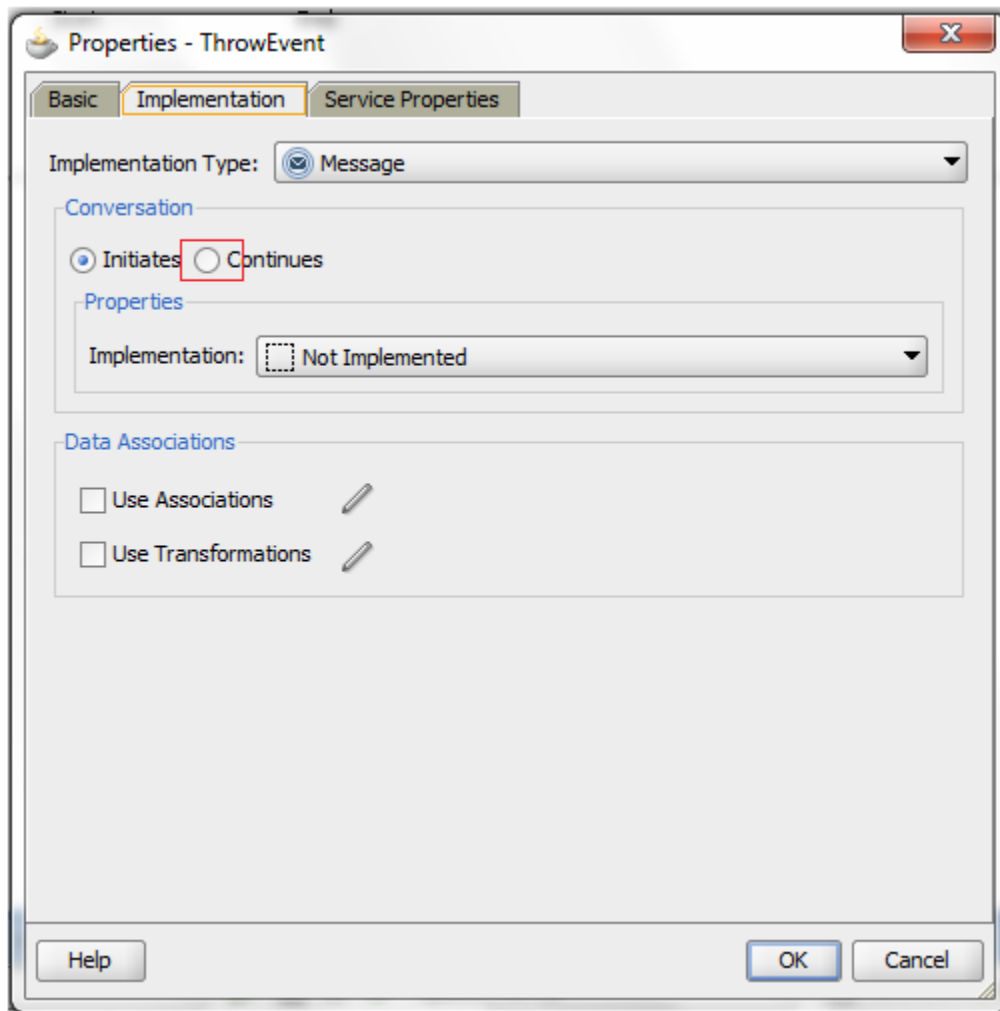 Properties - ThrowEvent
Basic Implementation Service Properties
Implementation Type: Message
Conversation
Initiates Continues
Properties
Implementation: Not Implemented
Data Associations
Use Associations
Use Transformations
Help OK Cancel